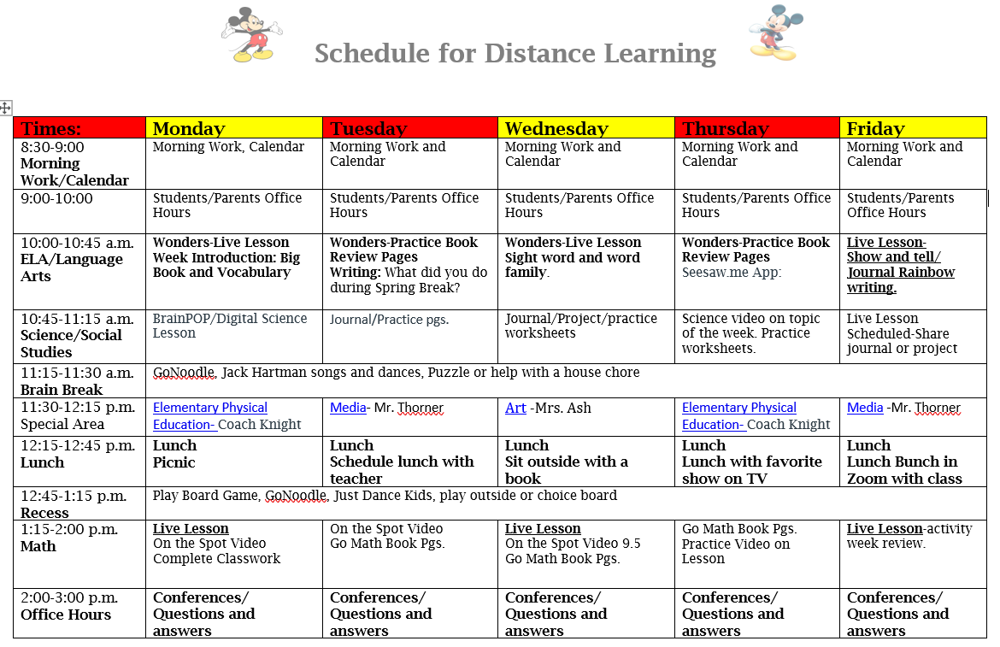 Schedule for Distance Learning
Times:
Monday
Tuesday
Wednesday
Thursday
Friday
8:30-9:00
Morning
Work/Calendar
Morning Work, Calendar
Morning Work and
Calendar
Morning Work and
Calendar
Morning Work and
Calendar
Morning Work and
Calendar
9:00-10:00
Students/Parents Office
Hours
Students/Parents Office
Hours
Students/Parents Office
Hours
Students/Parents Office
Hours
Students/Parents
Office Hours
10:00-10:45 a.m.
ELA/Language
Arts
Wonders-Live Lesson
Week Introduction: Big
Book and Vocabulary
Wonders-Practice Book
Review Pages
Writing: What did you do
during Spring Break?
Wonders-Live Lesson
Sight word and word
family.
Wonders-Practice Book
Review Pages
Seesaw.me App:
Live Lesson-
Show and tell/
Journal Rainbow
writing.
10:45-11:15 a.m.
Science/Social
Studies
BrainPOP/Digital Science
Lesson
Journal/Practice pgs.
Journal/Project/practice
worksheets
Science video on topic
of the week. Practice
worksheets.
Live Lesson
Scheduled-Share
journal or project
11:15-11:30 a.m.
Brain Break
GoNoodle, Jack Hartman songs and dances, Puzzle or help with a house chore
11:30-12:15 p.m.
Special Area
Elementary Physical
Education- Coach Knight
Media- Mr. Thorner
Art -Mrs. Ash
Elementary Physical
Education- Coach Knight
Media -Mr. Thorner
12:15-12:45 p.m.
Lunch
Lunch
Picnic
Lunch
Schedule lunch with
teacher
Lunch
Sit outside with a
book
Lunch
Lunch with favorite
show on TV
Lunch
Lunch Bunch in
Zoom with class
12:45-1:15 p.m.
Recess
Play Board Game, GoNoodle, Just Dance Kids, play outside or choice board
1:15-2:00 p.m.
Math
Live Lesson
On the Spot Video
Complete Classwork
On the Spot Video
Go Math Book Pgs.
Live Lesson
On the Spot Video 9.5
Go Math Book Pgs.
Go Math Book Pgs.
Practice Video on
Lesson
Live Lesson-activity
week review.
2:00-3:00 p.m.
Office Hours
Conferences/
Questions and
answers
Conferences/
Questions and
answers
Conferences/
Questions and
answers
Conferences/
Questions and
answers
Conferences/
Questions and
answers